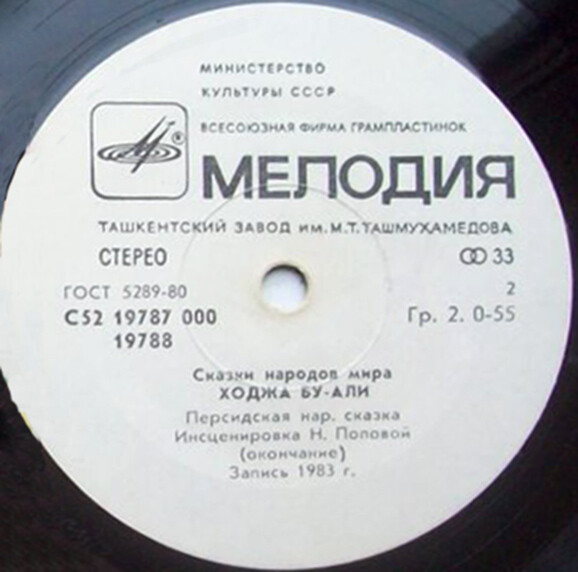 МИНИСТЕРСТВО
КУЛЬТУРЫ СССР
ВСЕСОЮЗНАЯ ФИРМА ГРАМПЛАСТИНОК
МЕЛОДИЯ
ТАШКЕНТСКИЙ ЗАВОД ИМ. М.Т. ТАШМУХАМЕДОВА
СТЕРЕО 33
ГОСТ 5289-80 2
С52 19787 000 Гр. 2. 0-55
19788
Сказки народов мира
ХОДЖА БУ-АЛИ
Персидская нар. сказка
Инсценировка Н. Поповой
(окончание)
Запись 1983 г.